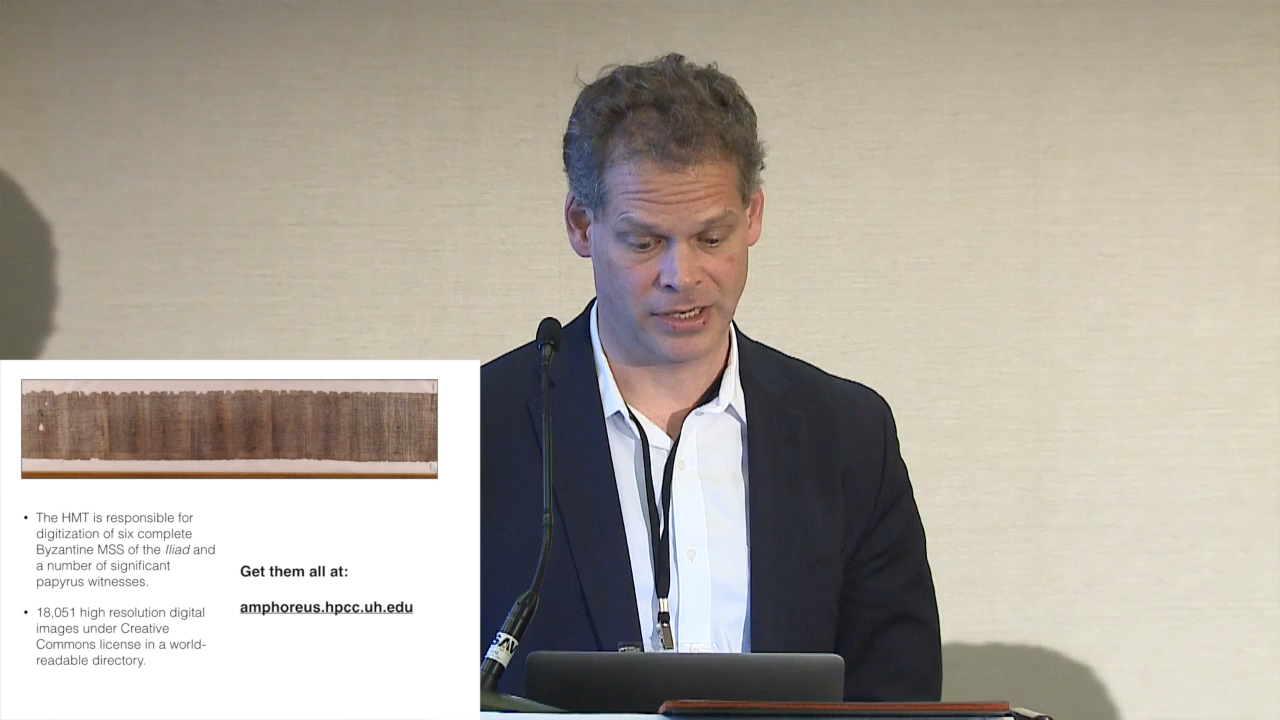 • The HMT is responsible for
digitization of six complete
Byzantine MSS of the Iliad and
a number of significant
papyrus witnesses.
• 18,051 high resolution digital
images under Creative
Commons license in a world-
readable directory.
Get them all at:
amphoreus.hpcc.uh.edu